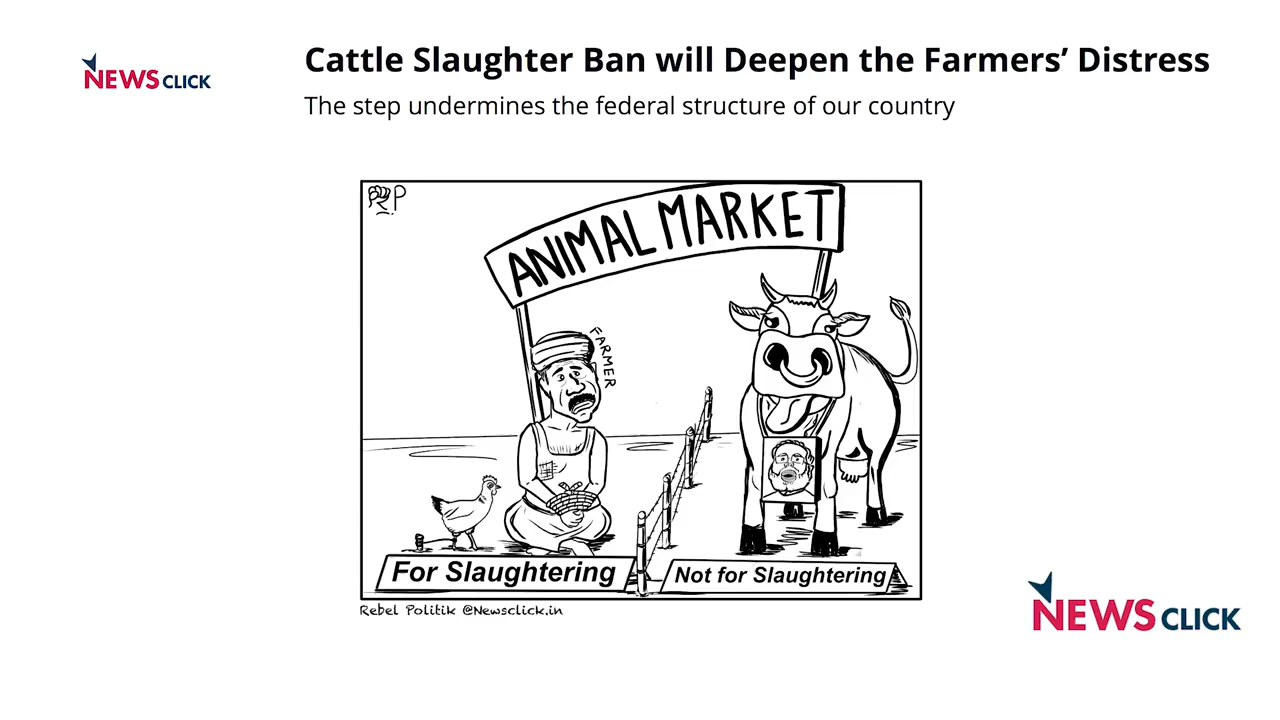 NEWSCLICK
Cattle Slaughter Ban will Deepen the Farmers’ Distress
The step undermines the federal structure of our country
ANIMAL MARKET
FARMER
For Slaughtering
Not for Slaughtering
Rebel Politik @Newsclick.in
NEWSCLICK